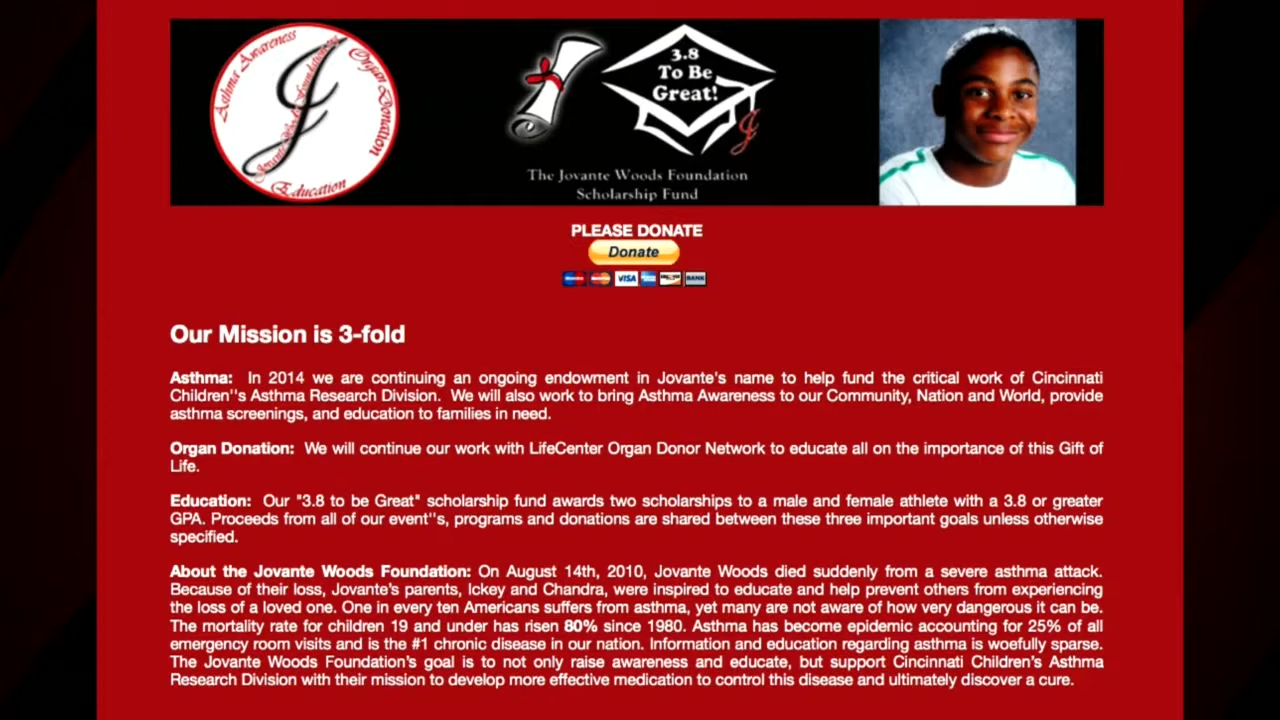 Asthma Awareness
Organ Donation
Education
3.8
To Be
Great!
The Jovante Woods Foundation
Scholarship Fund
PLEASE DONATE
Donate
VISA
BANK
Our Mission is 3-fold
Asthma: In 2014 we are continuing an ongoing endowment in Jovante's name to help fund the critical work of Cincinnati
Children''s Asthma Research Division. We will also work to bring Asthma Awareness to our Community, Nation and World, provide
asthma screenings, and education to families in need.
Organ Donation: We will continue our work with LifeCenter Organ Donor Network to educate all on the importance of this Gift of
Life.
Education: Our "3.8 to be Great" scholarship fund awards two scholarships to a male and female athlete with a 3.8 or greater
GPA. Proceeds from all of our event''s, programs and donations are shared between these three important goals unless otherwise
specified.
About the Jovante Woods Foundation: On August 14th, 2010, Jovante Woods died suddenly from a severe asthma attack.
Because of their loss, Jovante's parents, Ickey and Chandra, were inspired to educate and help prevent others from experiencing
the loss of a loved one. One in every ten Americans suffers from asthma, yet many are not aware of how very dangerous it can be.
The mortality rate for children 19 and under has risen 80% since 1980. Asthma has become epidemic accounting for 25% of all
emergency room visits and is the #1 chronic disease in our nation. Information and education regarding asthma is woefully sparse.
The Jovante Woods Foundation's goal is to not only raise awareness and educate, but support Cincinnati Children's Asthma
Research Division with their mission to develop more effective medication to control this disease and ultimately discover a cure.